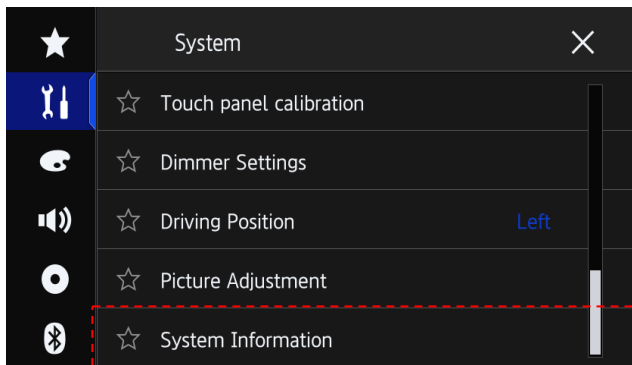 System
Touch panel calibration
Dimmer Settings
Driving Position Left
Picture Adjustment
System Information